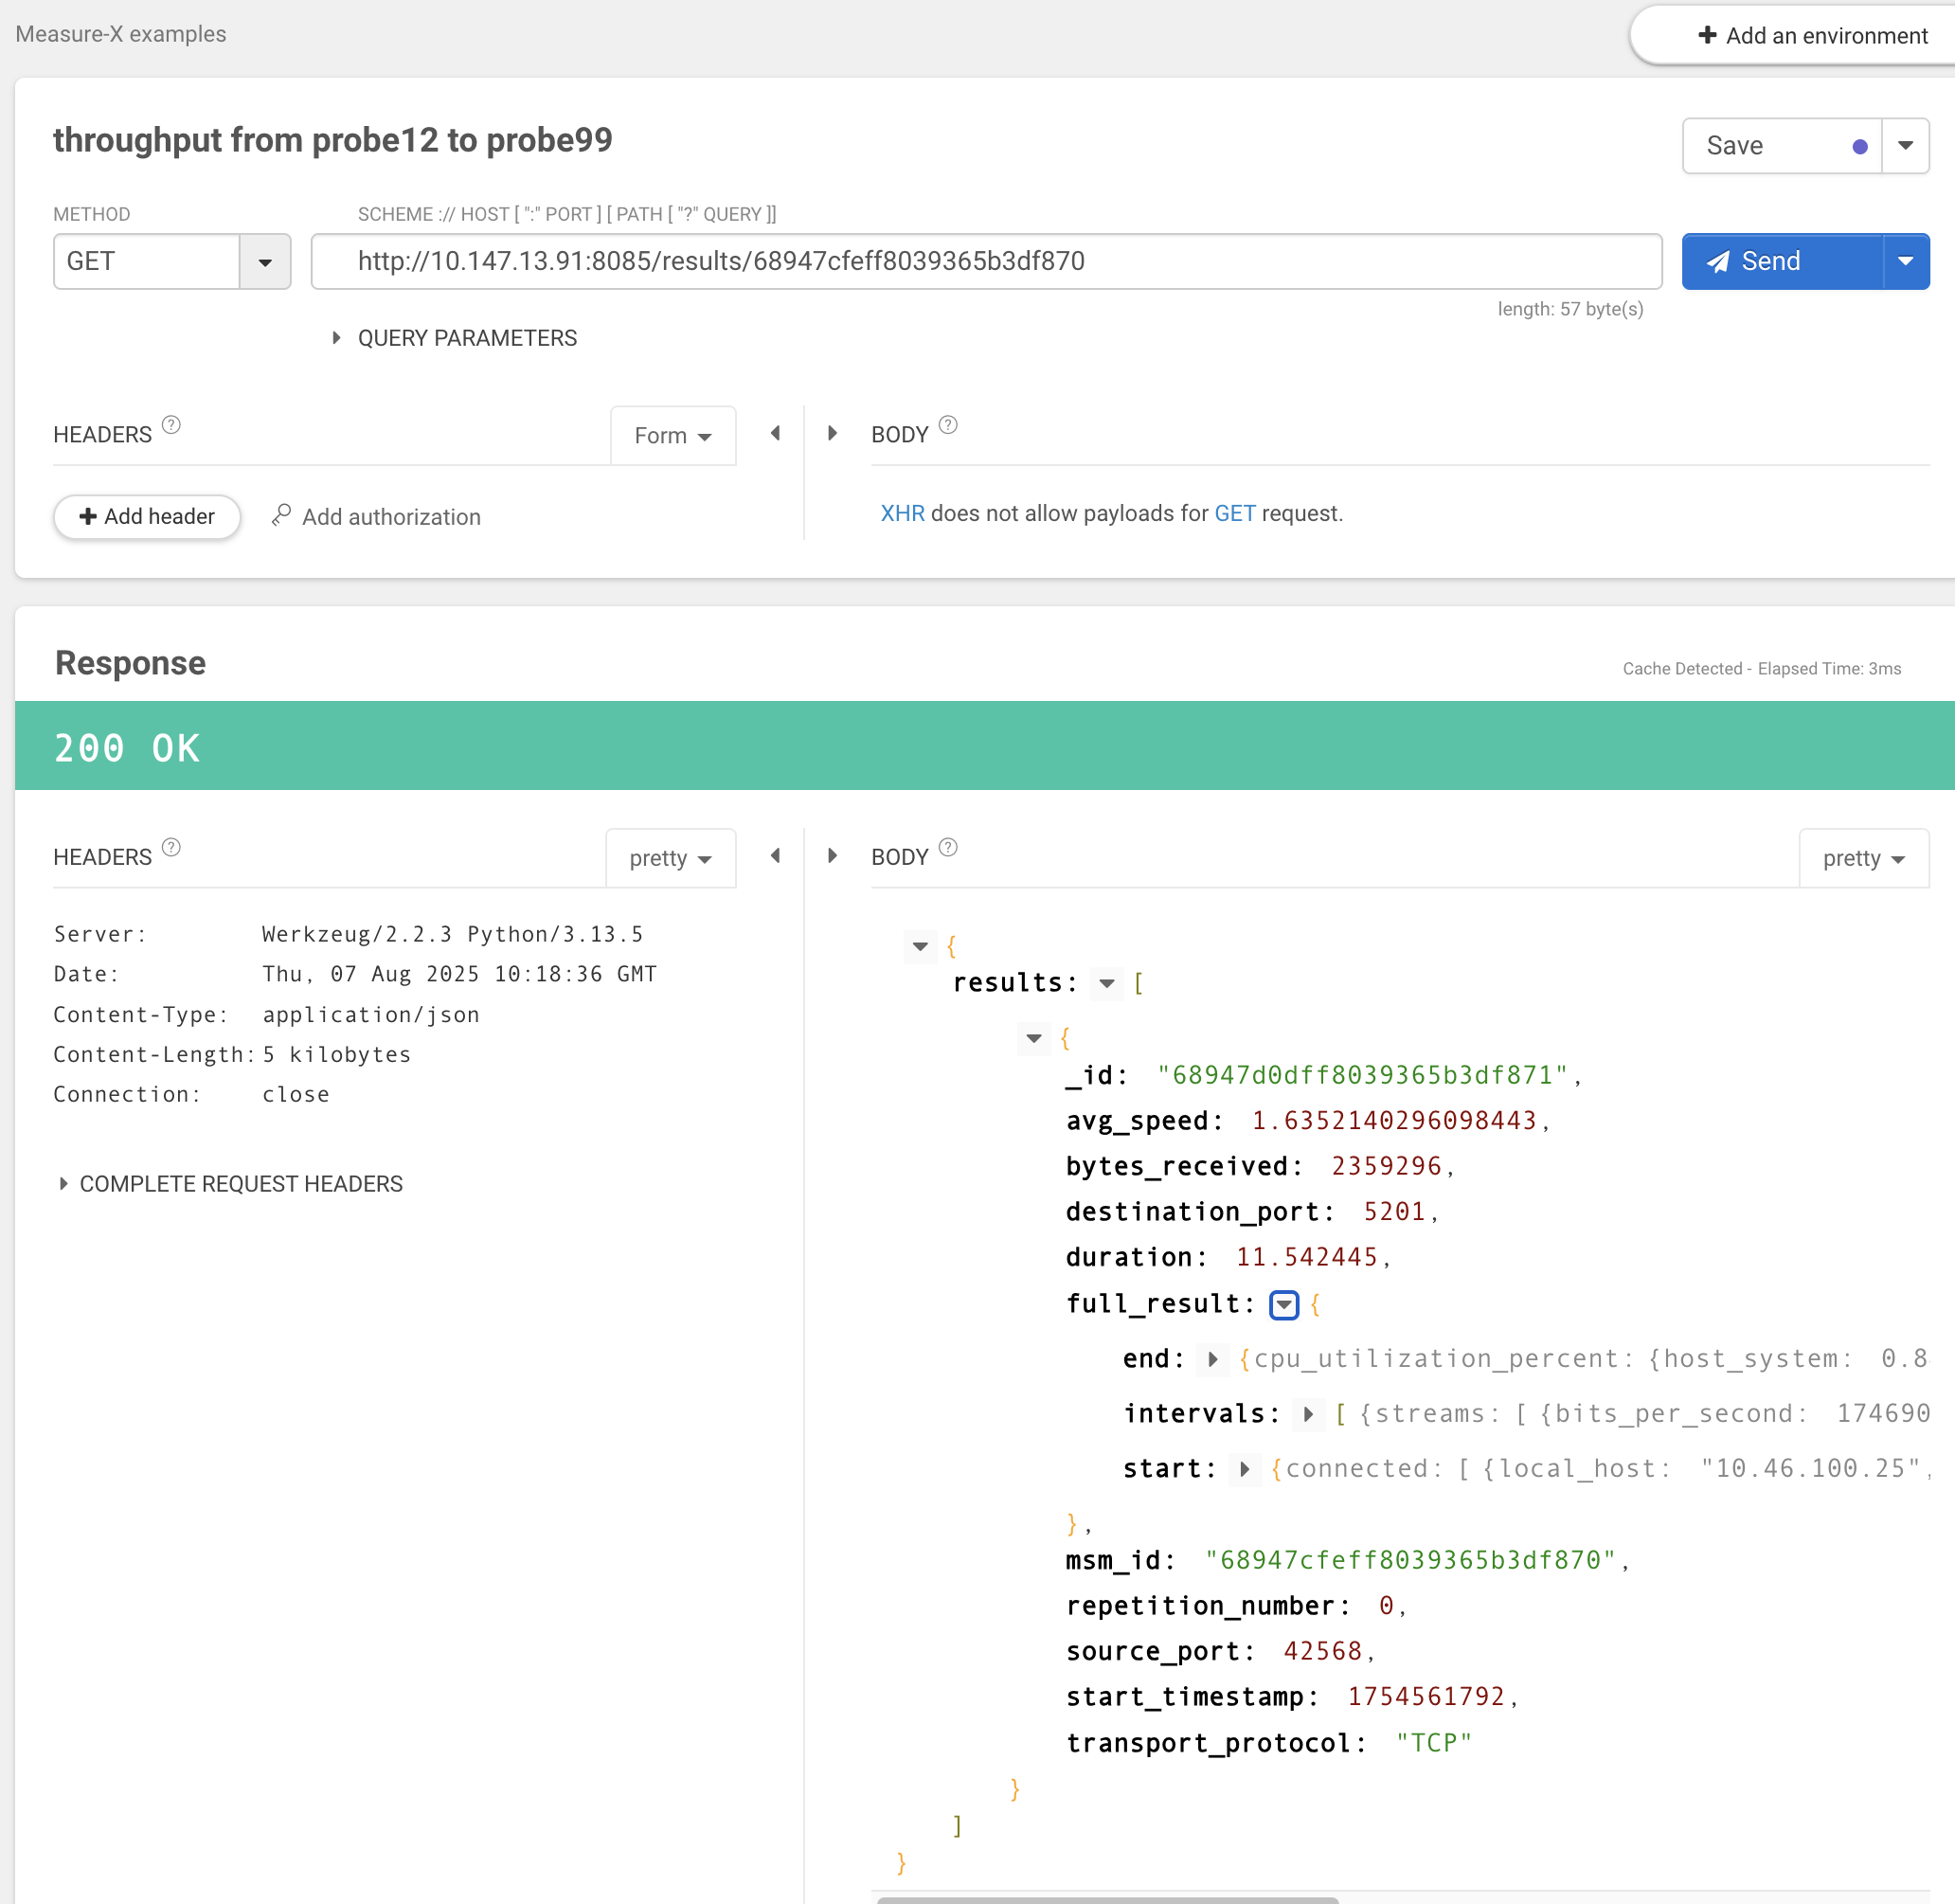 Measure-X examples
Add an environment
throughput from probe12 to probe99
Save
METHOD
SCHEME :// HOST [ ":" PORT ] [ PATH [ "?" QUERY ]]
GET
http://10.147.13.91:8085/results/68947cfeff8039365b3df870
Send
length: 57 byte(s)
QUERY PARAMETERS
HEADERS ?
Form
BODY ?
Add header
Add authorization
XHR does not allow payloads for GET request.
Response
Cache Detected - Elapsed Time: 3ms
200 OK
HEADERS ?
pretty
BODY ?
pretty
Server: Werkzeug/2.2.3 Python/3.13.5
Date: Thu, 07 Aug 2025 10:18:36 GMT
Content-Type: application/json
Content-Length: 5 kilobytes
Connection: close
COMPLETE REQUEST HEADERS
{
results: [
{
_id: "68947d0dff8039365b3df871",
avg_speed: 1.6352140296098443,
bytes_received: 2359296,
destination_port: 5201,
duration: 11.542445,
full_result: {
end: {cpu_utilization_percent: {host_system: 0.8
intervals: [ {streams: [ {bits_per_second: 174690
start: {connected: [ {local_host: "10.46.100.25",
},
msm_id: "68947cfeff8039365b3df870",
repetition_number: 0,
source_port: 42568,
start_timestamp: 1754561792,
transport_protocol: "TCP"
}
]
}